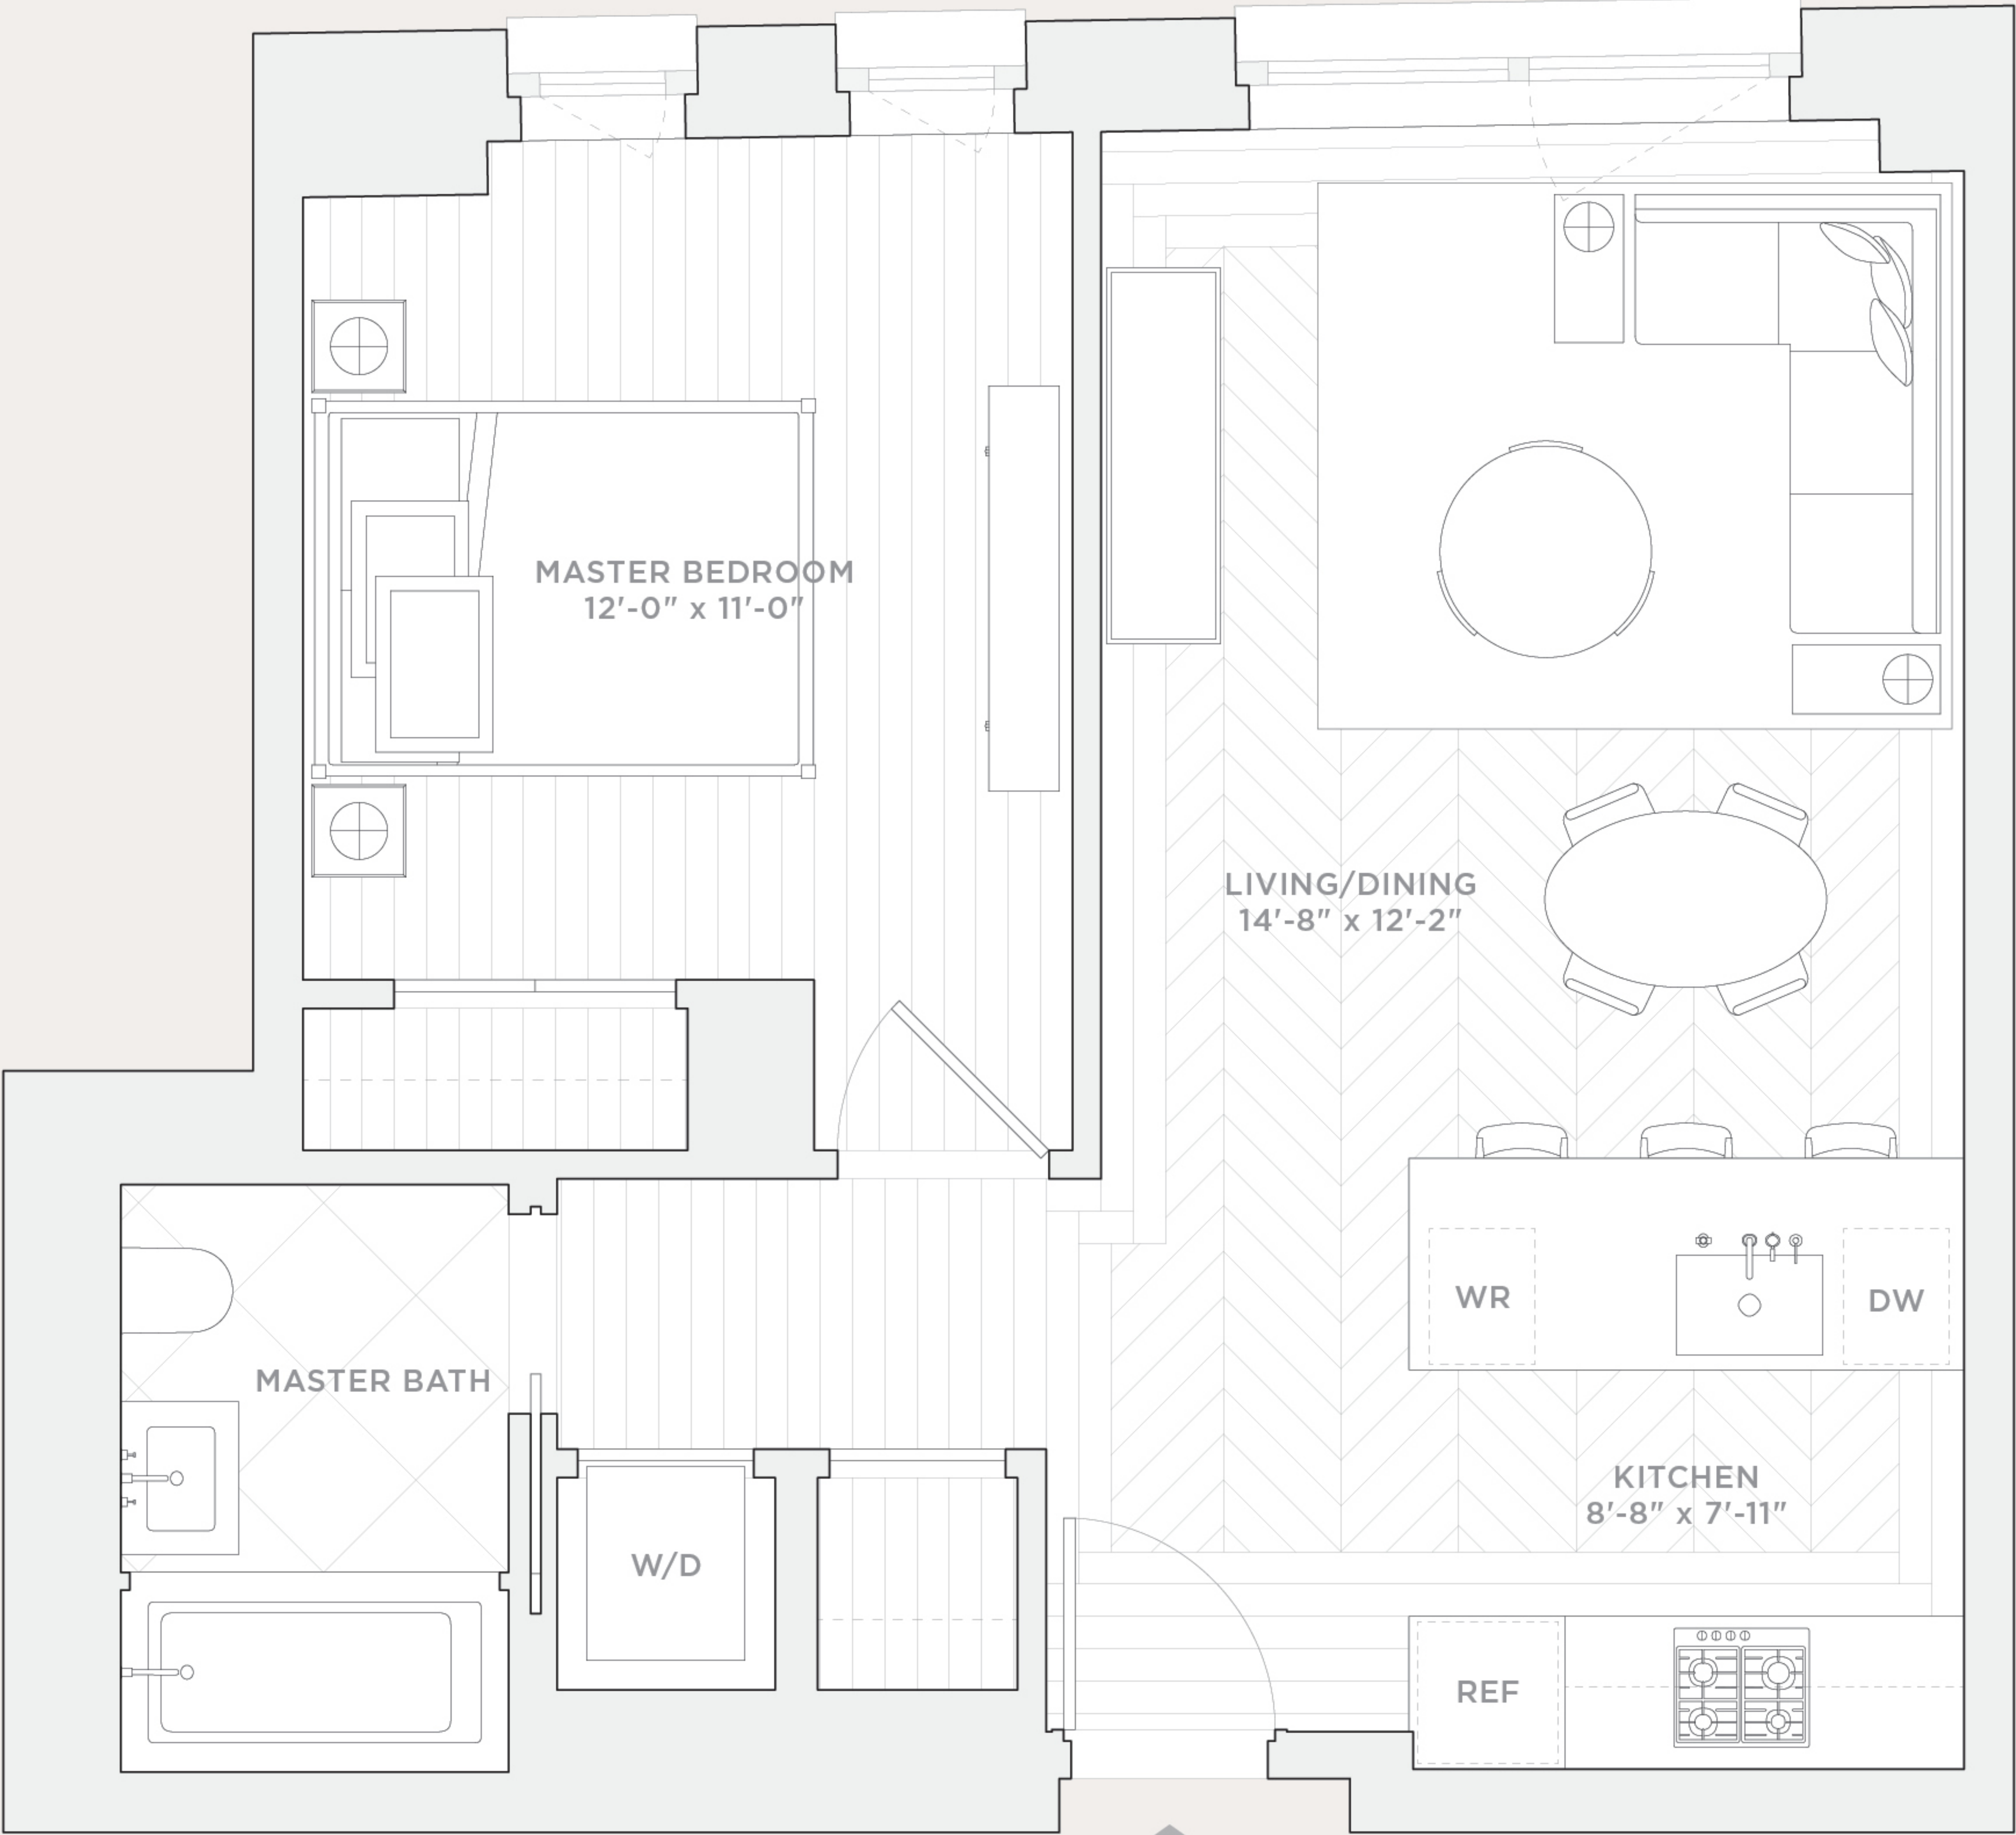 MASTER BEDROOM
12'-0" x 11'-0"
LIVING/DINING
14'-8" x 12'-2"
WR
DW
MASTER BATH
KITCHEN
8'-8" x 7'-11"
W/D
REF